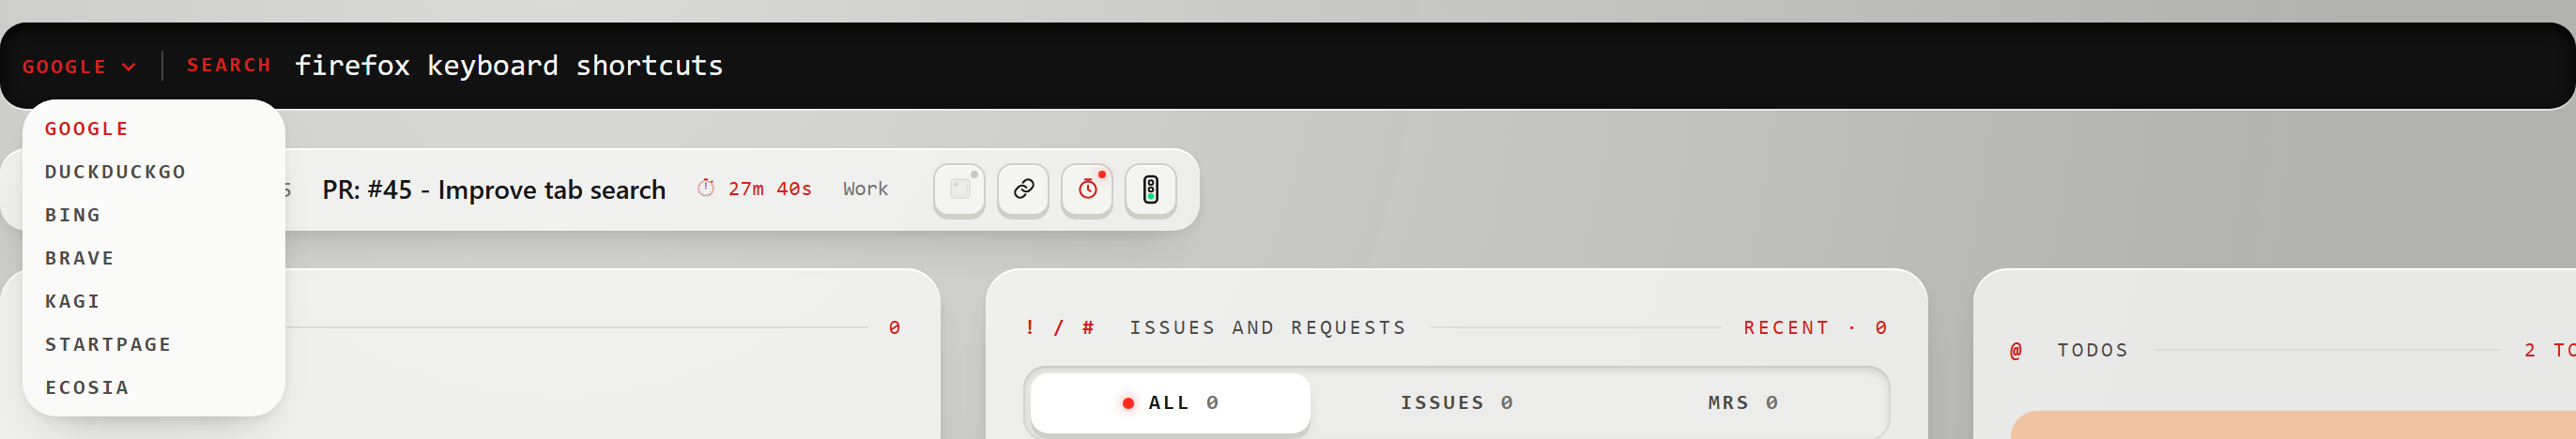 GOOGLE SEARCH firefox keyboard shortcuts
GOOGLE
DUCKDUCKGO
BING
BRAVE
KAGI
STARTPAGE
ECOSIA
PR: #45 - Improve tab search 27m 40s Work
0
! / # ISSUES AND REQUESTS RECENT · 0
ALL 0 ISSUES 0 MRS 0
@ TODOS 2